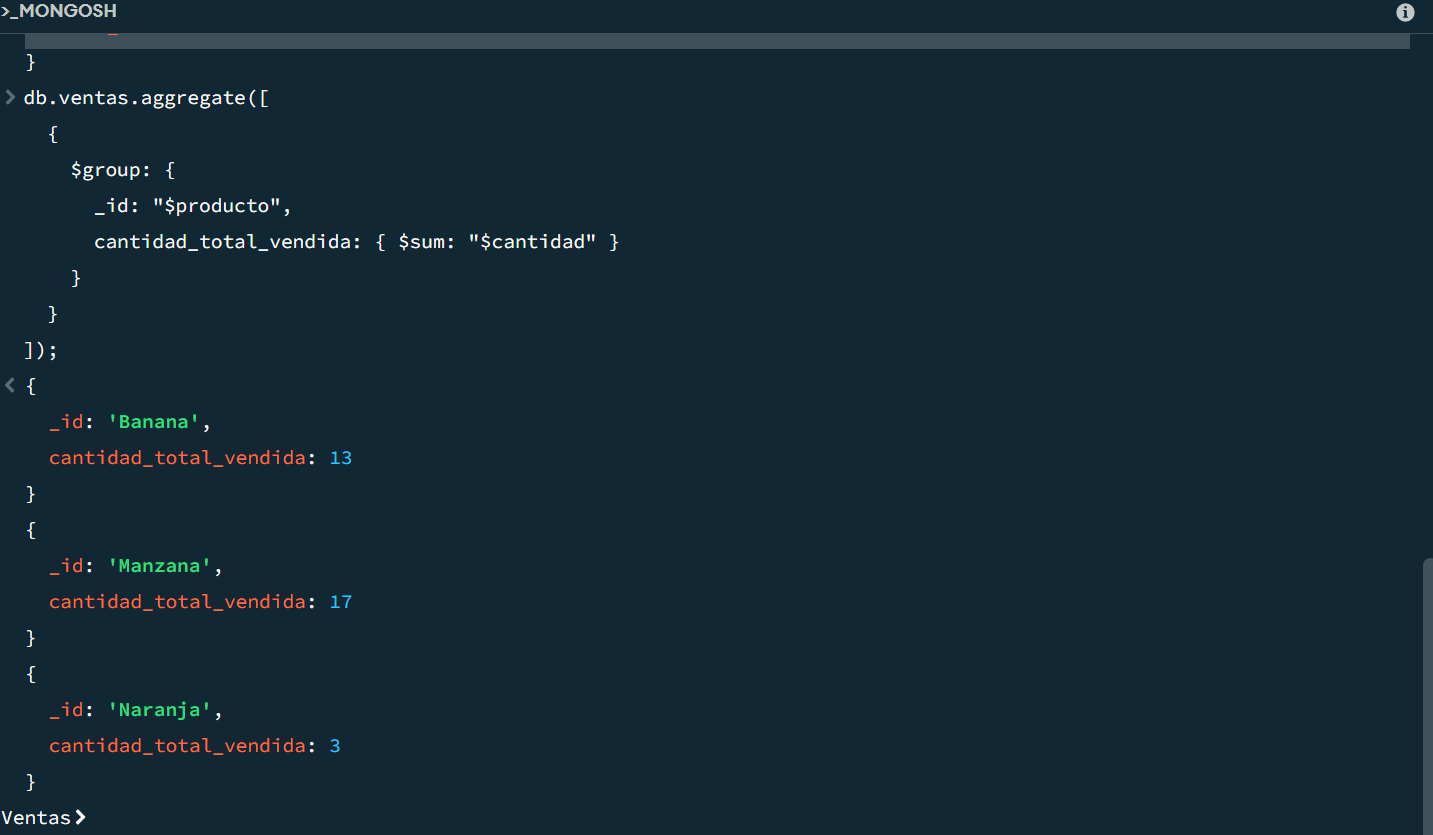 >_MONGOSH
}
> db.ventas.aggregate([
{
$group: {
_id: "$producto",
cantidad_total_vendida: { $sum: "$cantidad" }
}
}
]);
< {
_id: 'Banana',
cantidad_total_vendida: 13
}
{
_id: 'Manzana',
cantidad_total_vendida: 17
}
{
_id: 'Naranja',
cantidad_total_vendida: 3
}
Ventas>